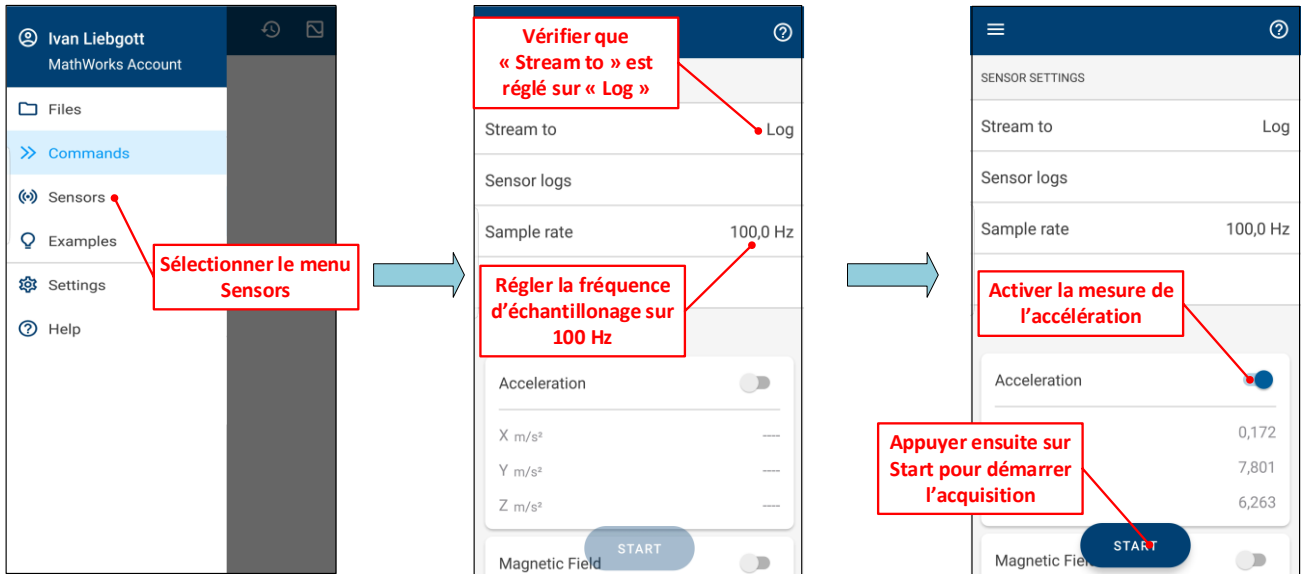 Ivan Liebgott
MathWorks Account
Files
Commands
Sensors
Examples
Settings
Help
Sélectionner le menu
Sensors
Vérifier que
« Stream to » est
réglé sur « Log »
Stream to Log
Sensor logs
Sample rate 100,0 Hz
Régler la fréquence
d’échantillonage sur
100 Hz
Acceleration
X m/s² ----
Y m/s² ----
Z m/s² ----
START
Magnetic Field
SENSOR SETTINGS
Stream to Log
Sensor logs
Sample rate 100,0 Hz
Activer la mesure de
l’accélération
Acceleration
0,172
7,801
6,263
Appuyer ensuite sur
Start pour démarrer
l’acquisition
START
Magnetic Fie